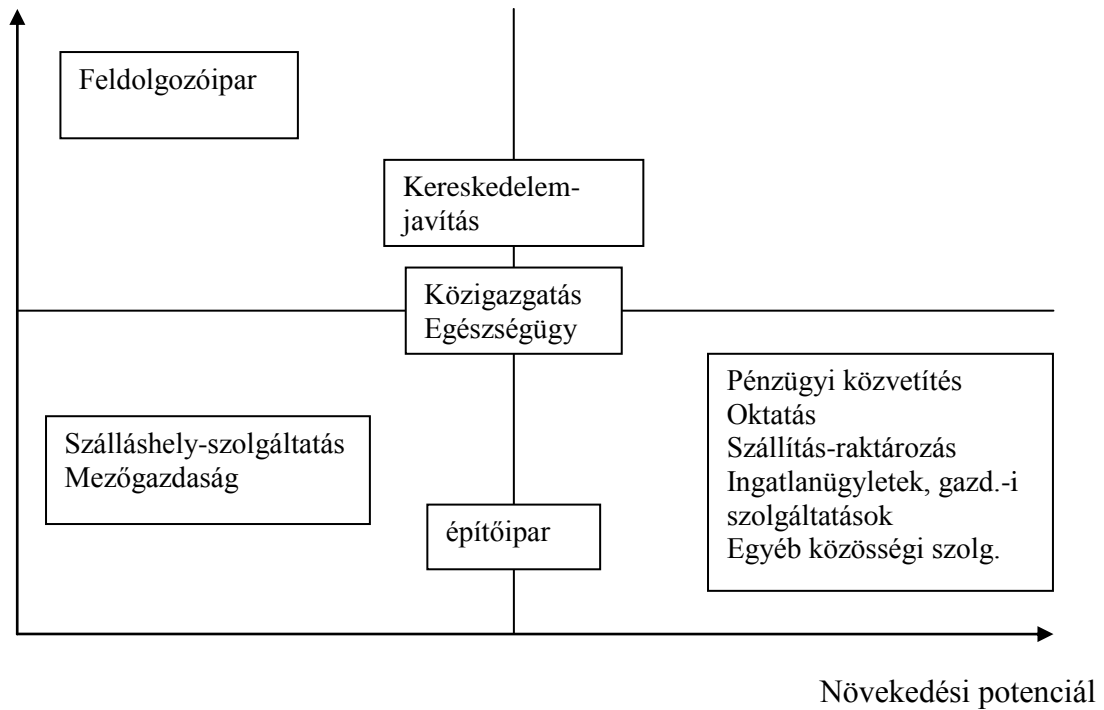 Feldolgozóipar
Kereskedelem-
javítás
Közigazgatás
Egészségügy
Szálláshely-szolgáltatás
Mezőgazdaság
építőipar
Pénzügyi közvetítés
Oktatás
Szállítás-raktározás
Ingatlanügyletek, gazd.-i
szolgáltatások
Egyéb közösségi szolg.
Növekedési potenciál